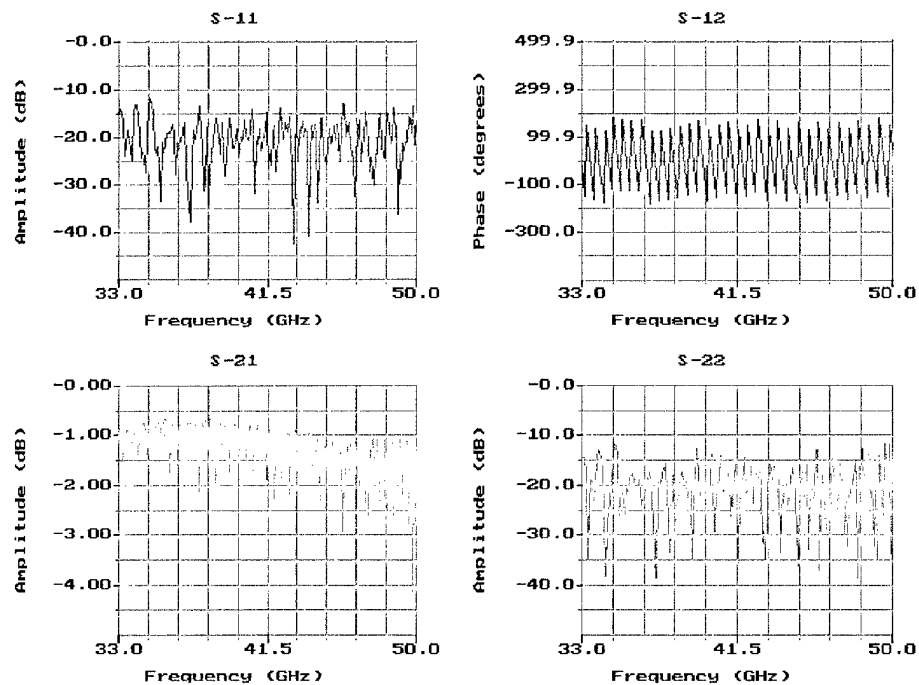 S-11
-0.0
-10.0
-20.0
-30.0
-40.0
Amplitude (dB)
33.0 41.5 50.0
Frequency (GHz)
S-12
499.9
299.9
99.9
-100.0
-300.0
Phase (degrees)
33.0 41.5 50.0
Frequency (GHz)
S-21
-0.00
-1.00
-2.00
-3.00
-4.00
Amplitude (dB)
33.0 41.5 50.0
Frequency (GHz)
S-22
-0.0
-10.0
-20.0
-30.0
-40.0
Amplitude (dB)
33.0 41.5 50.0
Frequency (GHz)